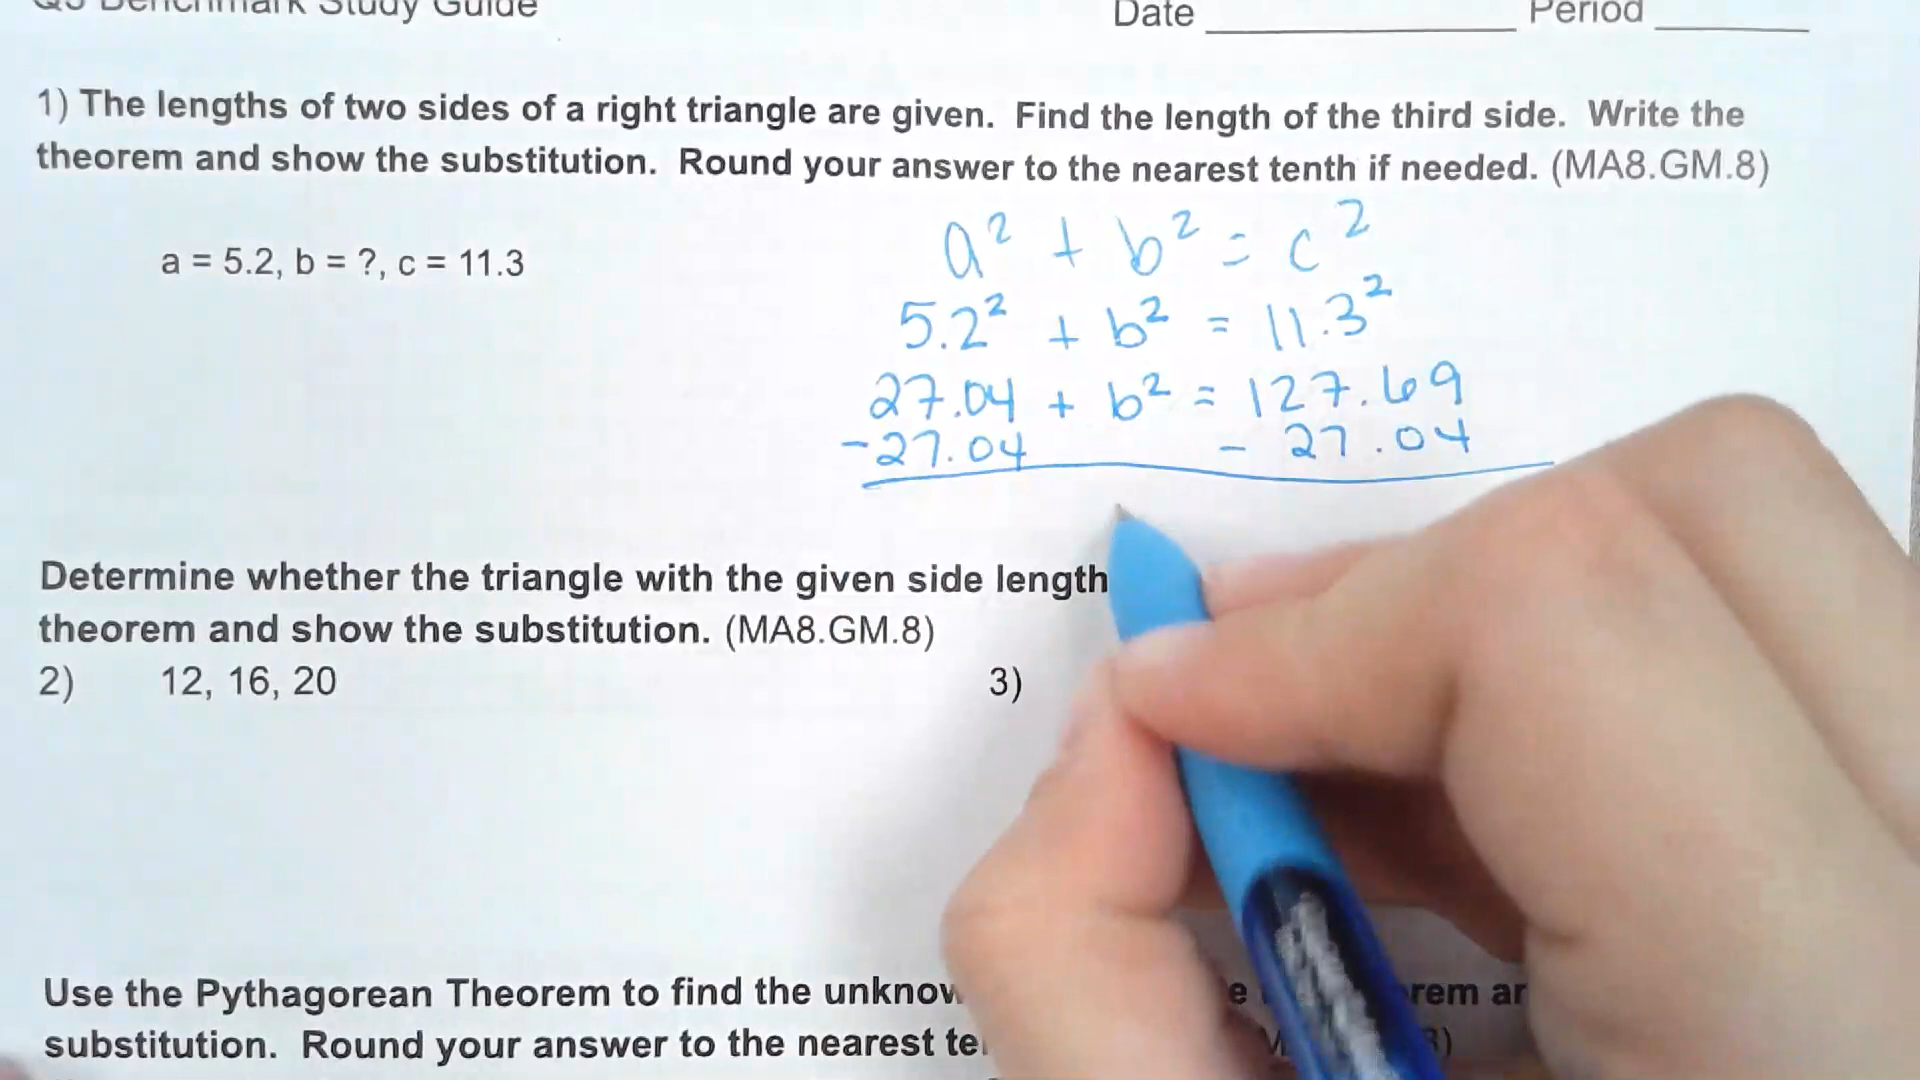 Q3 Benchmark Study Guide Date Period
1) The lengths of two sides of a right triangle are given. Find the length of the third side. Write the
theorem and show the substitution. Round your answer to the nearest tenth if needed. (MA8.GM.8)
a = 5.2, b = ?, c = 11.3
a² + b² = c²
5.2² + b² = 11.3²
27.04 + b² = 127.69
-27.04 - 27.04
Determine whether the triangle with the given side length
theorem and show the substitution. (MA8.GM.8)
2) 12, 16, 20 3)
Use the Pythagorean Theorem to find the
substitution. Round your answer to the nearest